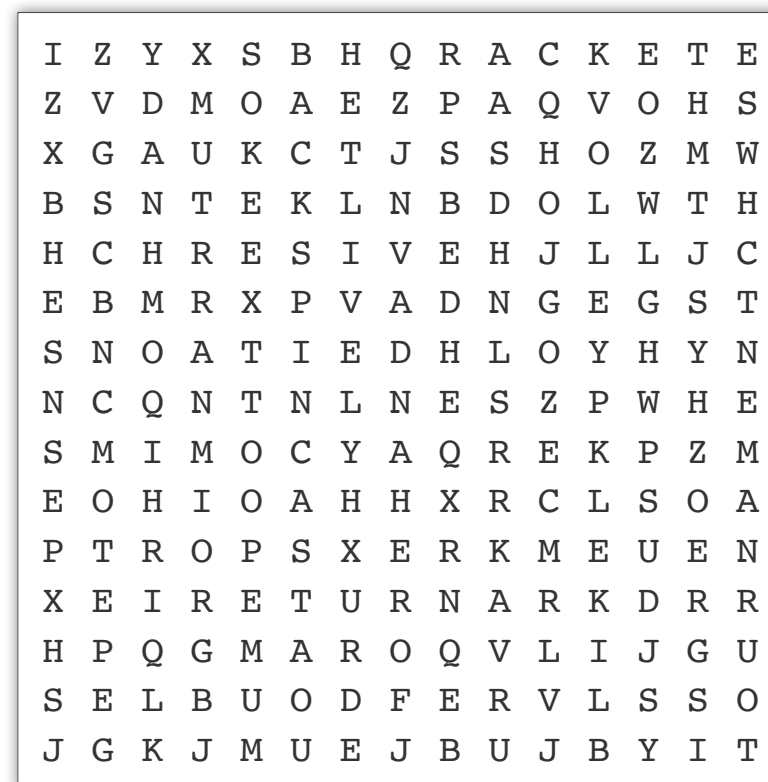 I Z Y X S B H Q R A C K E T E
Z V D M O A E Z P A Q V O H S
X G A U K C T J S S H O Z M W
B S N T E K L N B D O L W T H
H C H R E S I V E H J L L J C
E B M R X P V A D N G E G S T
S N O A T I E D H L O Y H Y N
N C Q N T N L N E S Z P W H E
S M I M O C Y A Q R E K P Z M
E O H I O A H H X R C L S O A
P T R O P S X E R K M E U E N
X E I R E T U R N A R K D R R
H P Q G M A R O Q V L I J G U
S E L B U O D F E R V L S S O
J G K J M U E J B U J B Y I T